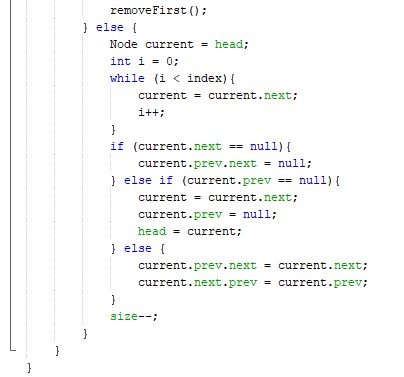 removeFirst();
} else {
Node current = head;
int i = 0;
while (i < index){
current = current.next;
i++;
}
if (current.next == null){
current.prev.next = null;
} else if (current.prev == null){
current = current.next;
current.prev = null;
head = current;
} else {
current.prev.next = current.next;
current.next.prev = current.prev;
}
size--;
}
}
}